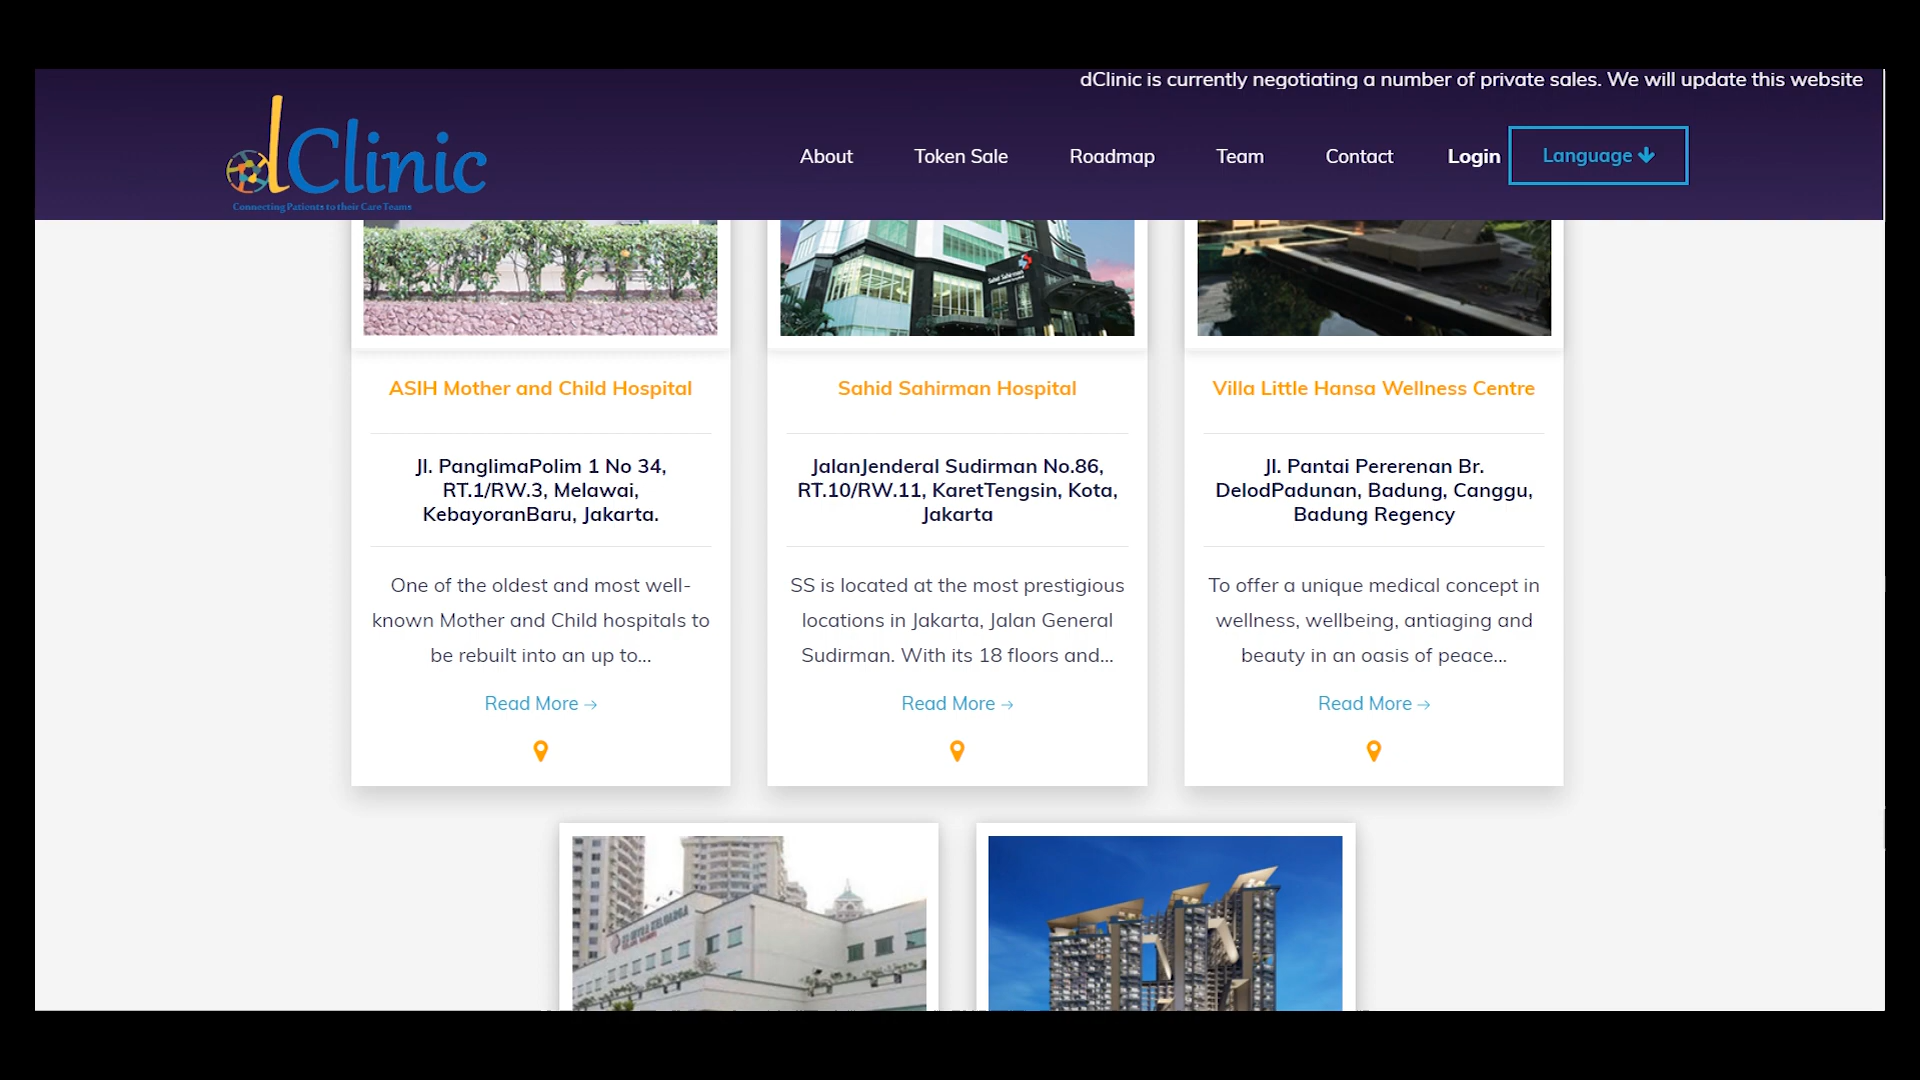 dClinic is currently negotiating a number of private sales. We will update this website
dClinic
Connecting Patients to their Care Teams
About Token Sale Roadmap Team Contact Login Language
Sahid Sahirman
ASIH Mother and Child Hospital
Jl. PanglimaPolim 1 No 34,
RT.1/RW.3, Melawai,
KebayoranBaru, Jakarta.
One of the oldest and most well-
known Mother and Child hospitals to
be rebuilt into an up to...
Read More →
Sahid Sahirman Hospital
JalanJenderal Sudirman No.86,
RT.10/RW.11, KaretTengsin, Kota,
Jakarta
SS is located at the most prestigious
locations in Jakarta, Jalan General
Sudirman. With its 18 floors and...
Read More →
Villa Little Hansa Wellness Centre
Jl. Pantai Pererenan Br.
DelodPadunan, Badung, Canggu,
Badung Regency
To offer a unique medical concept in
wellness, wellbeing, antiaging and
beauty in an oasis of peace...
Read More →